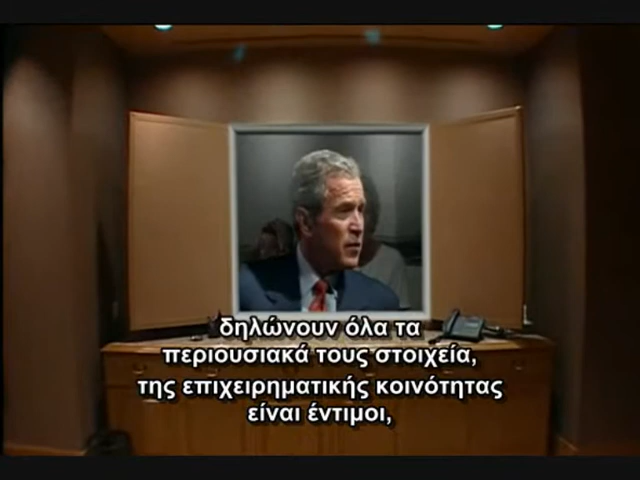 δηλώνουν όλα τα
περιουσιακά τους στοιχεία,
της επιχειρηματικής κοινότητας
είναι έντιμοι,